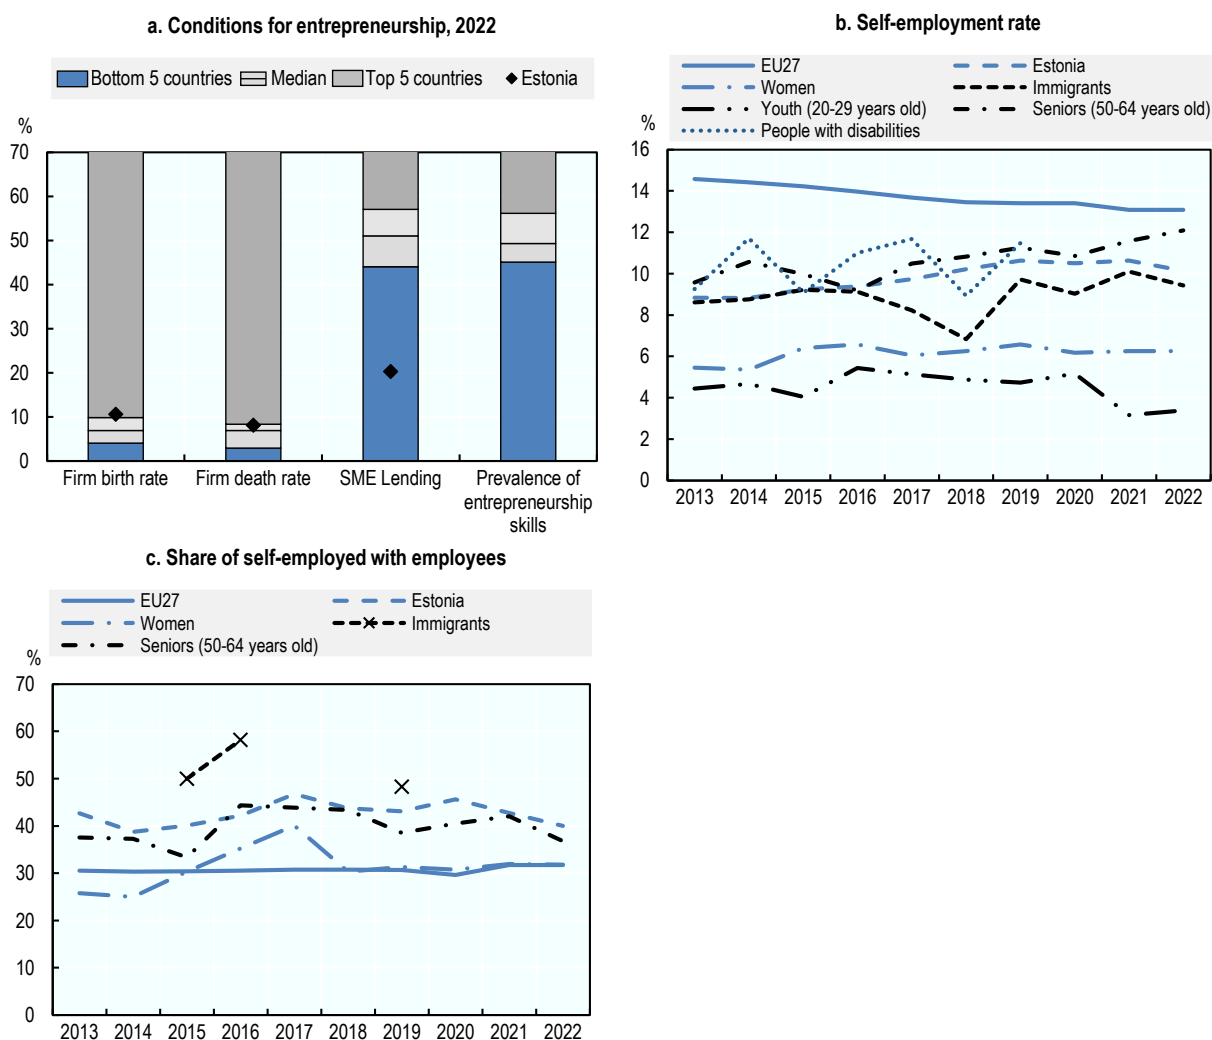 a. Conditions for entrepreneurship, 2022
Bottom 5 countries
Median
Top 5 countries
Estonia
%
70
60
50
40
30
20
10
0
Firm birth rate
Firm death rate
SME Lending
Prevalence of
entrepreneurship
skills
b. Self-employment rate
EU27
Estonia
Women
Immigrants
Youth (20-29 years old)
Seniors (50-64 years old)
People with disabilities
%
16
14
12
10
8
6
4
2
0
2013 2014 2015 2016 2017 2018 2019 2020 2021 2022
c. Share of self-employed with employees
EU27
Estonia
Women
Immigrants
Seniors (50-64 years old)
%
70
60
50
40
30
20
10
0
2013 2014 2015 2016 2017 2018 2019 2020 2021 2022